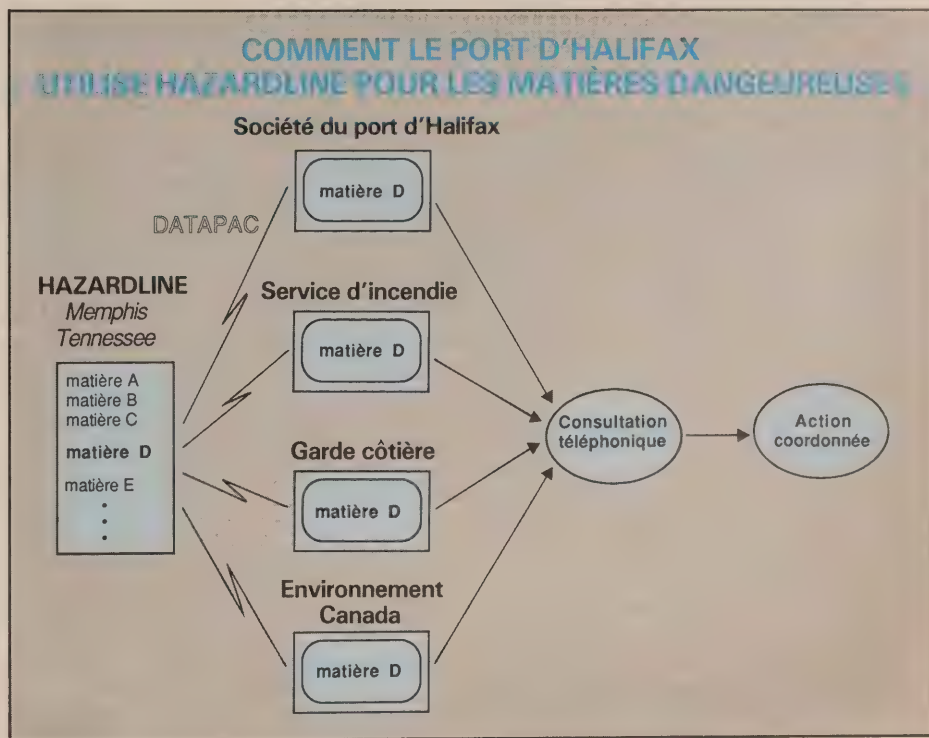 COMMENT LE PORT D'HALIFAX
UTILISE HAZARDLINE POUR LES MATIÈRES DANGEUREUSES
Société du port d'Halifax
matière D
DATAPAC
HAZARDLINE
Memphis
Tennessee
matière A
matière B
matière C
matière D
matière E
Service d'incendie
matière D
Garde côtière
matière D
Environnement
Canada
matière D
Consultation
téléphonique
Action
coordonnée